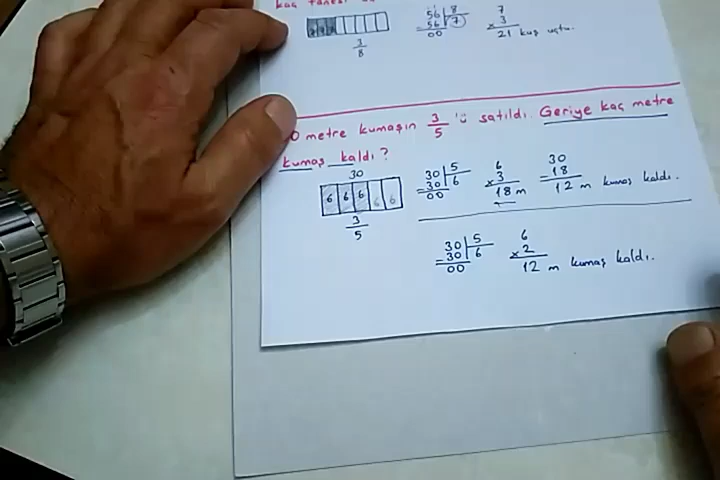 kaç tanesi
3
8
56 8
56 7
00
7
x 3
21 kuş uçtu.
0 metre kumaşın 3/5 'ü satıldı. Geriye kaç metre
kumaş kaldı?
30
6 6 6 6 6
3
5
30 5
= 30 6
00
6
x 3
18 m
30
= 18
12 m kumaş kaldı.
30 5
= 30 6
00
6
x 2
12 m kumaş kaldı.